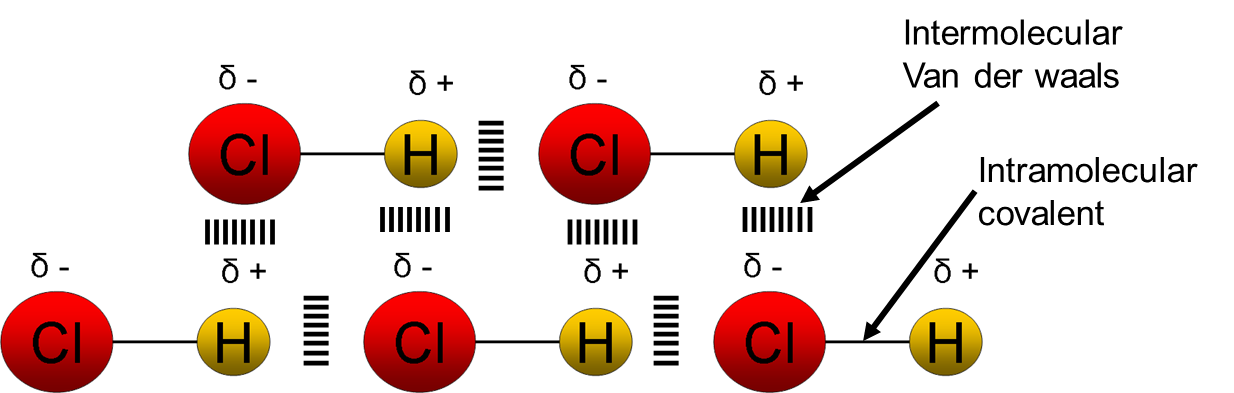 Intermolecular
Van der waals
δ - δ + δ - δ +
Cl H Cl H
Intramolecular
covalent
δ - δ + δ - δ + δ - δ +
Cl H Cl H Cl H